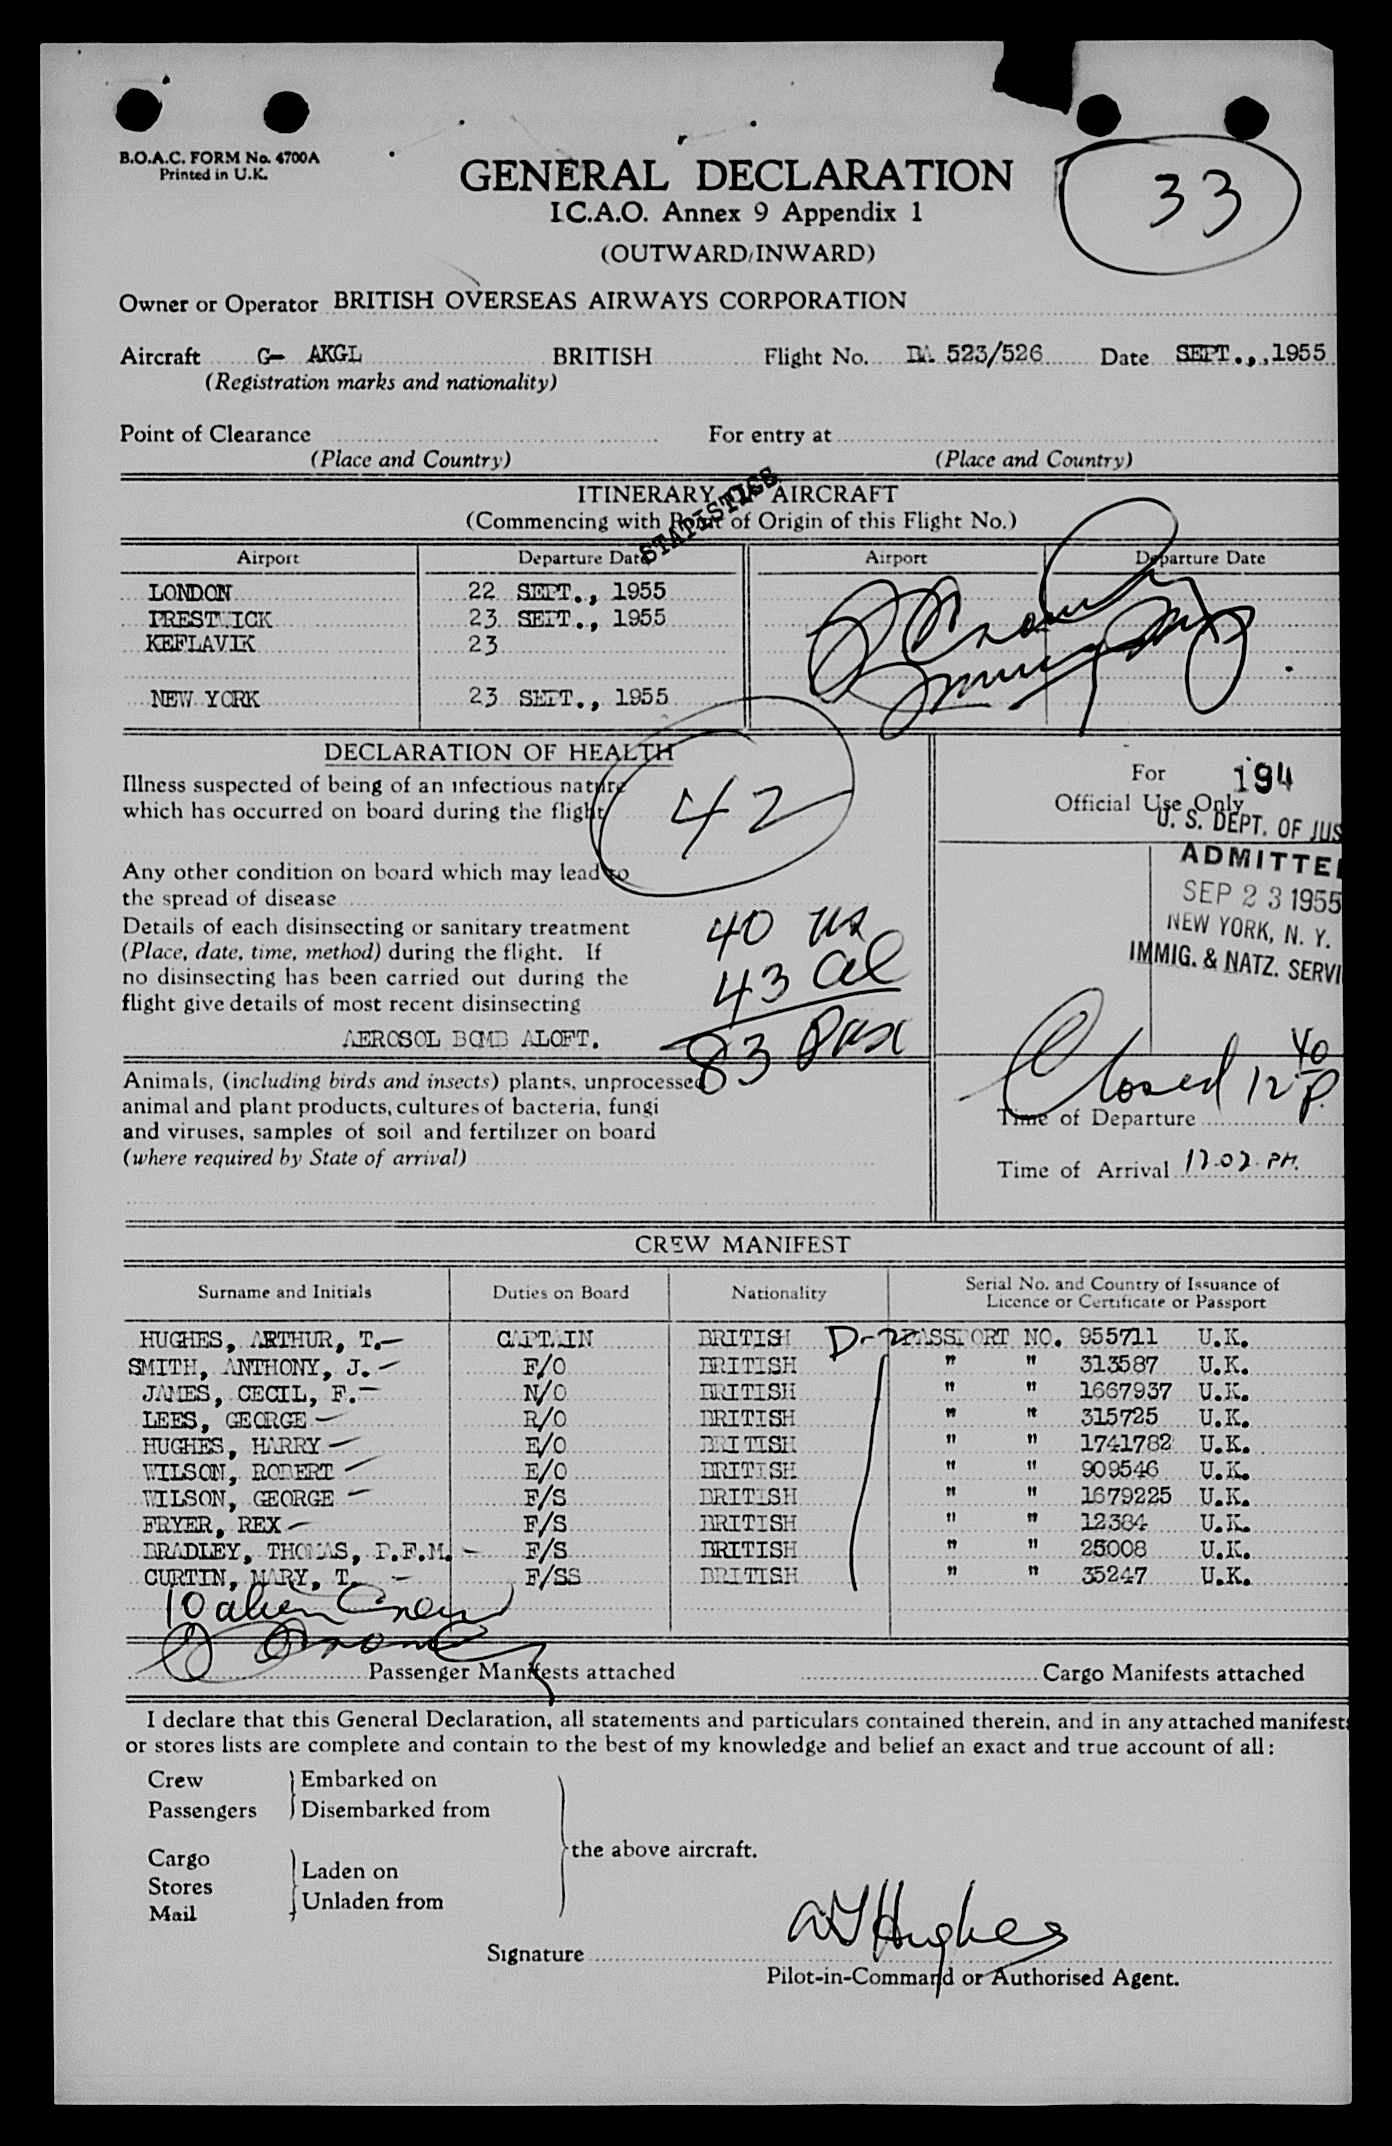 B.O.A.C. FORM No. 4700A
Printed in U.K.
33
GENERAL DECLARATION
I.C.A.O. Annex 9 Appendix 1
(OUTWARD/INWARD)
Owner or Operator BRITISH OVERSEAS AIRWAYS CORPORATION
Aircraft G- AKGL BRITISH Flight No. BA. 523/526 Date SEPT.,,1955
(Registration marks and nationality)
Point of Clearance For entry at
(Place and Country) (Place and Country)
STATISTICS
ITINERARY OF AIRCRAFT
(Commencing with Point of Origin of this Flight No.)
Airport Departure Date Airport Departure Date
LONDON 22 SEPT., 1955
PRESTWICK 23 SEPT., 1955
KEFLAVIK 23
NEW YORK 23 SEPT., 1955
DECLARATION OF HEALTH
Illness suspected of being of an infectious nature
which has occurred on board during the flight
42
Any other condition on board which may lead to
the spread of disease
Details of each disinsecting or sanitary treatment
(Place, date, time, method) during the flight. If
no disinsecting has been carried out during the
flight give details of most recent disinsecting
AEROSOL BOMB ALOFT.
40 us
43 al
83 pax
Animals, (including birds and insects) plants, unprocessed
animal and plant products, cultures of bacteria, fungi
and viruses, samples of soil and fertilizer on board
(where required by State of arrival)
For 194
Official Use Only
U. S. DEPT. OF JUS
ADMITTE
SEP 23 1955
NEW YORK, N. Y.
IMMIG. & NATZ. SERVI
Closed 12 40 P.
Time of Departure
Time of Arrival 12.02 PM.
CREW MANIFEST
Surname and Initials Duties on Board Nationality Serial No. and Country of Issuance of
Licence or Certificate or Passport
HUGHES, ARTHUR, T.— CAPTAIN BRITISH D-2 PASSPORT NO. 955711 U.K.
SMITH, ANTHONY, J.— F/O BRITISH " " 313587 U.K.
JAMES, CECIL, F.— N/O BRITISH " " 1667937 U.K.
LEES, GEORGE — R/O BRITISH " " 315725 U.K.
HUGHES, HARRY — E/O BRITISH " " 1741782 U.K.
WILSON, ROBERT — E/O BRITISH " " 909546 U.K.
WILSON, GEORGE — F/S BRITISH " " 1679225 U.K.
FRYER, REX — F/S BRITISH " " 12384 U.K.
BRADLEY, THOMAS, D.F.M. — F/S BRITISH " " 25008 U.K.
CURTIN, MARY, T. — F/SS BRITISH " " 35247 U.K.
10 alien Crew
Passenger Manifests attached Cargo Manifests attached
I declare that this General Declaration, all statements and particulars contained therein, and in any attached manifests
or stores lists are complete and contain to the best of my knowledge and belief an exact and true account of all:
Crew Embarked on
Passengers Disembarked from
the above aircraft.
Cargo
Stores Laden on
Mail Unladen from
Signature AT Hughes
Pilot-in-Command or Authorised Agent.